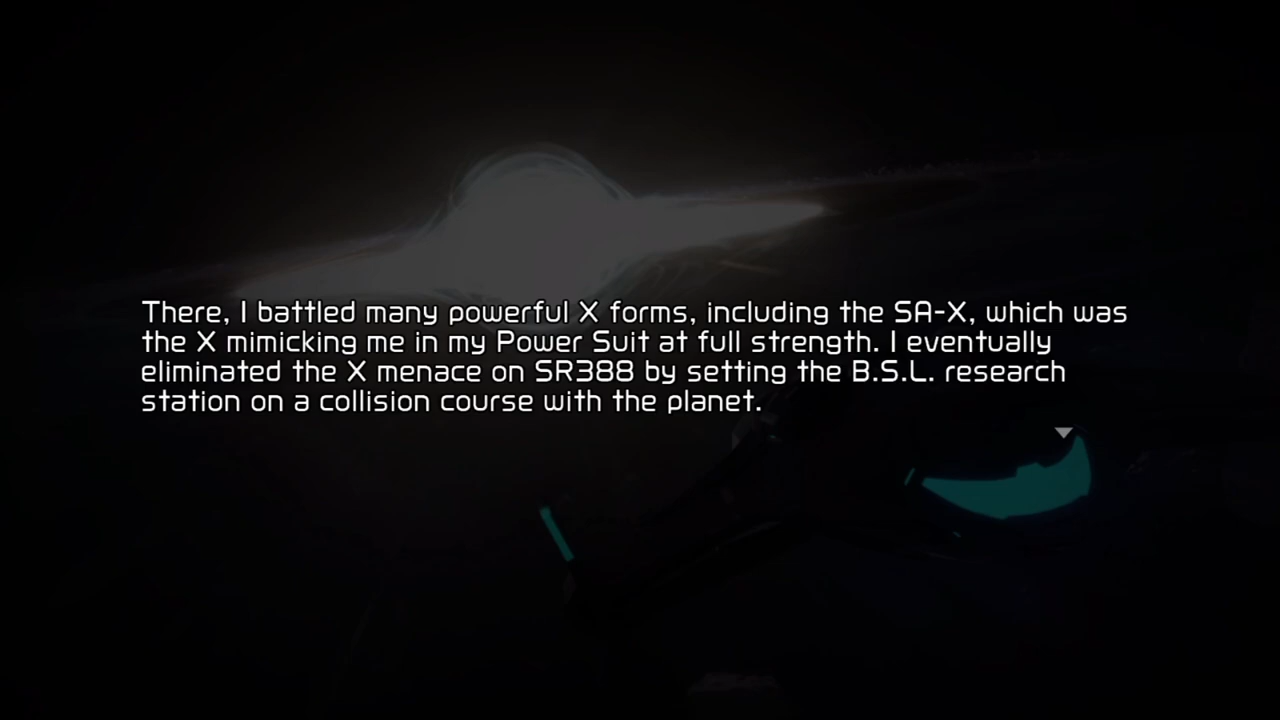 There, I battled many powerful X forms, including the SA-X, which was
the X mimicking me in my Power Suit at full strength. I eventually
eliminated the X menace on SR388 by setting the B.S.L. research
station on a collision course with the planet.